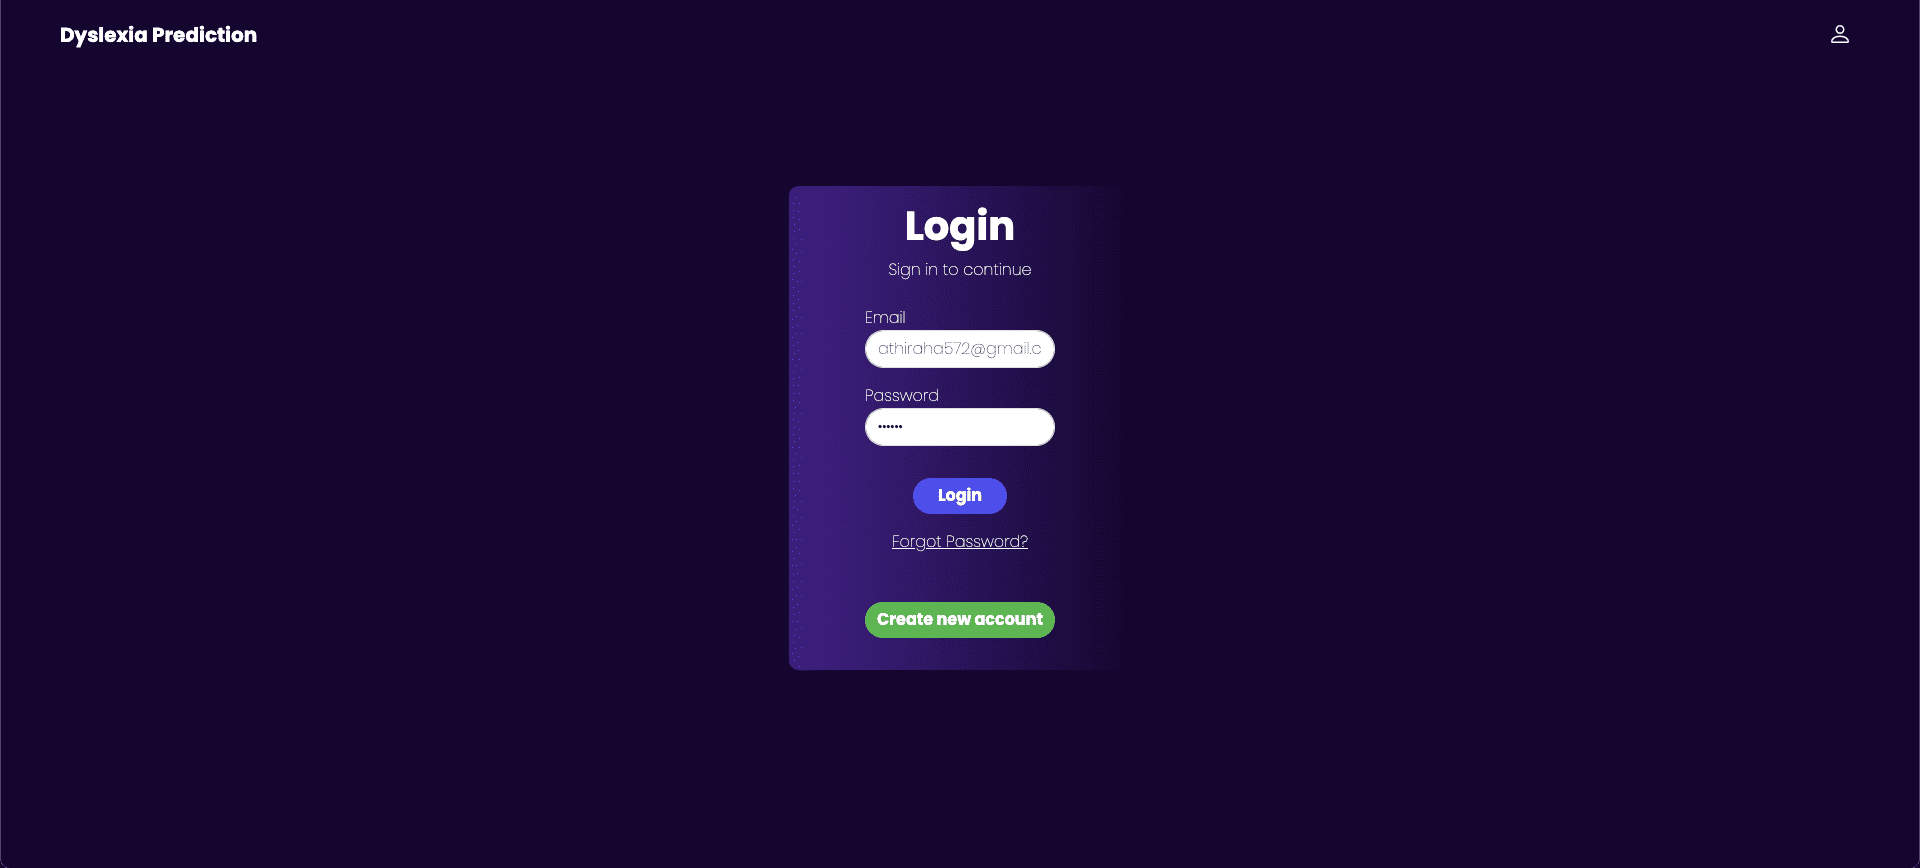 Dyslexia Prediction
Login
Sign in to continue
Email
athiraha572@gmail.c
Password
••••••
Login
Forgot Password?
Create new account